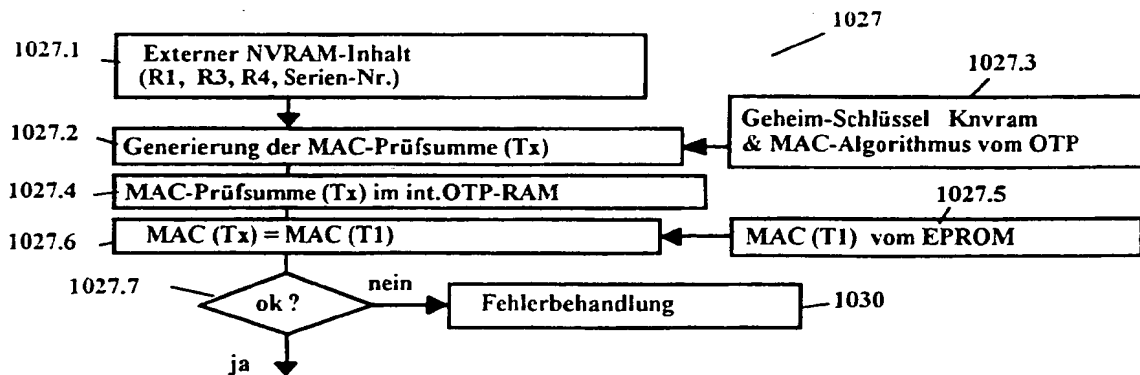 1027
1027.1
Externer NVRAM-Inhalt
(R1, R3, R4, Serien-Nr.)
1027.3
Geheim-Schlüssel Knvram
& MAC-Algorithmus vom OTP
1027.2
Generierung der MAC-Prüfsumme (Tx)
1027.4
MAC-Prüfsumme (Tx) im int.OTP-RAM
1027.5
MAC (T1) vom EPROM
1027.6
MAC (Tx) = MAC (T1)
1027.7
ok ?
nein
Fehlerbehandlung
1030
ja